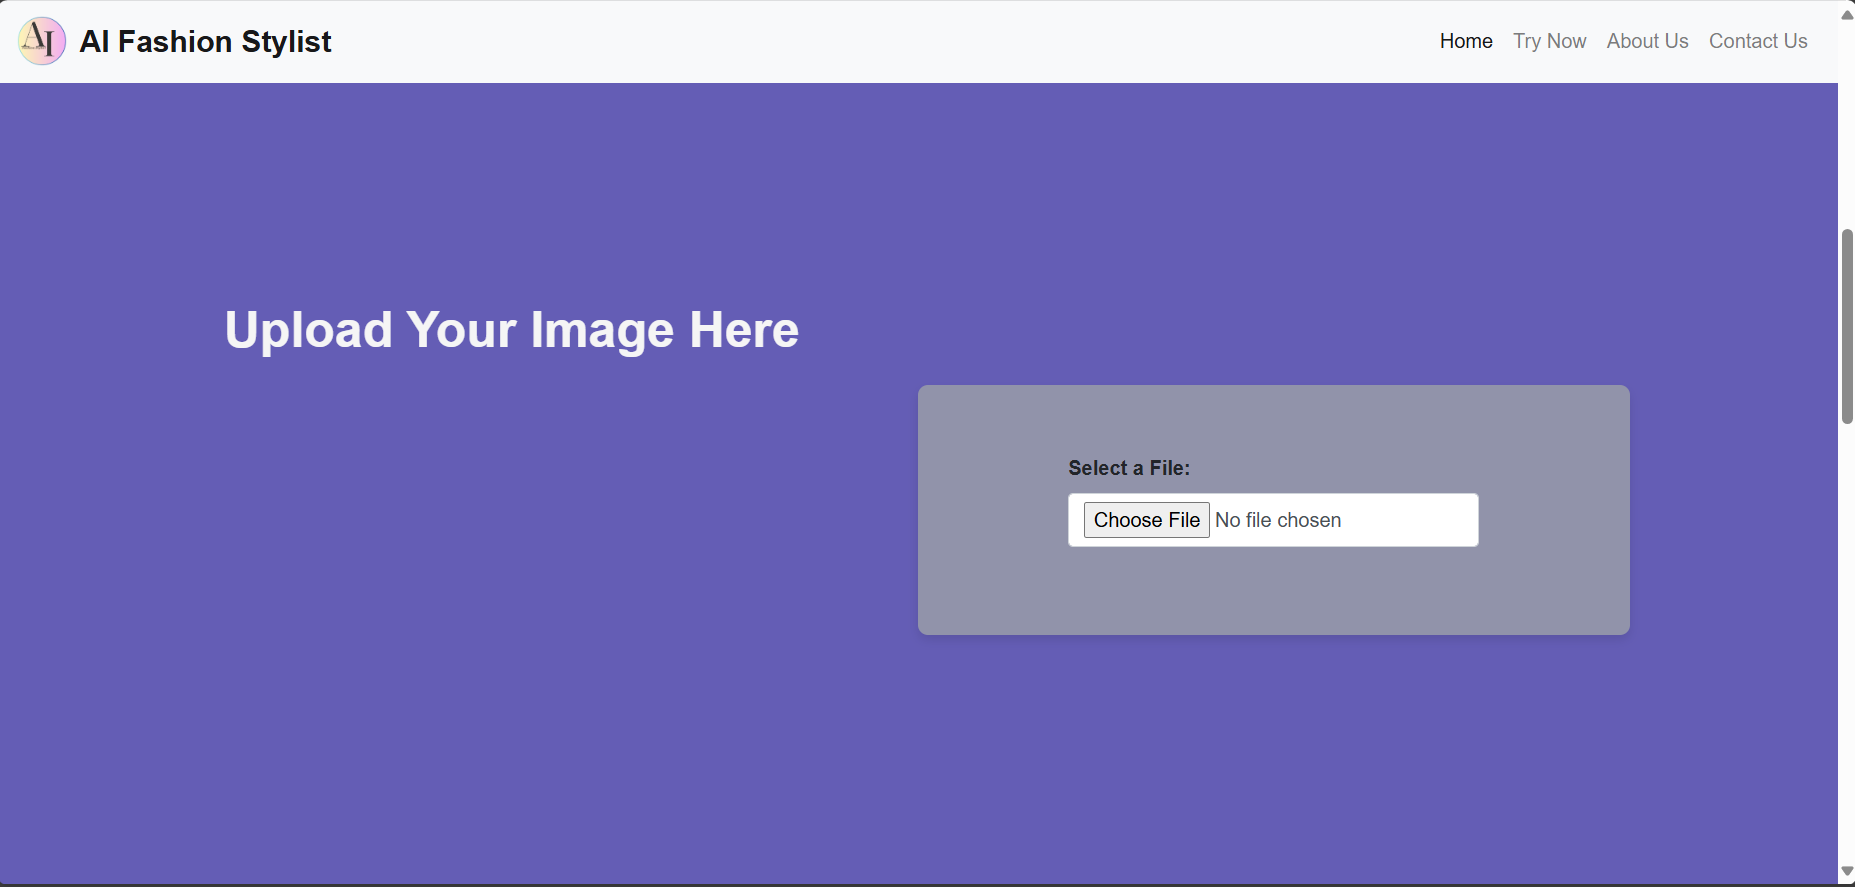 AI
AI Fashion Stylist
Home Try Now About Us Contact Us
Upload Your Image Here
Select a File:
Choose File No file chosen